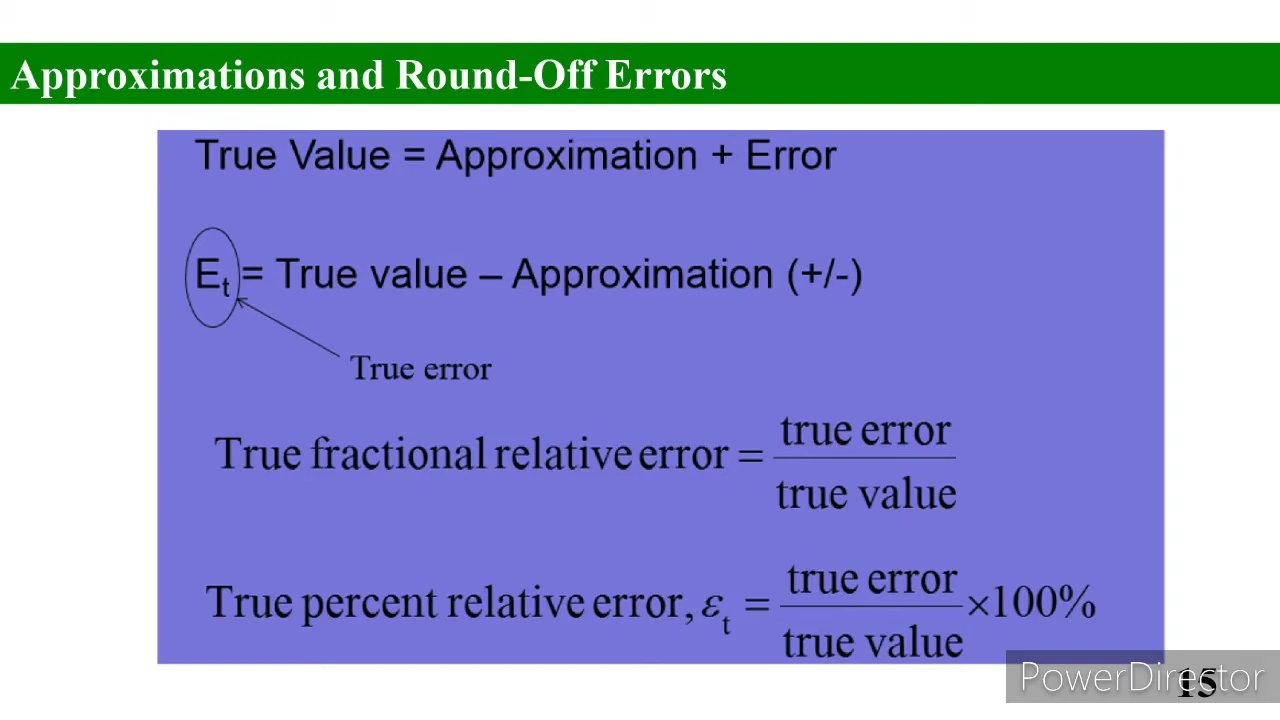 Approximations and Round-Off Errors
True Value = Approximation + Error
Et = True value – Approximation (+/-)
True error
True fractional relative error = true error / true value
True percent relative error, εt = true error / true value ×100%
PowerDirector
15